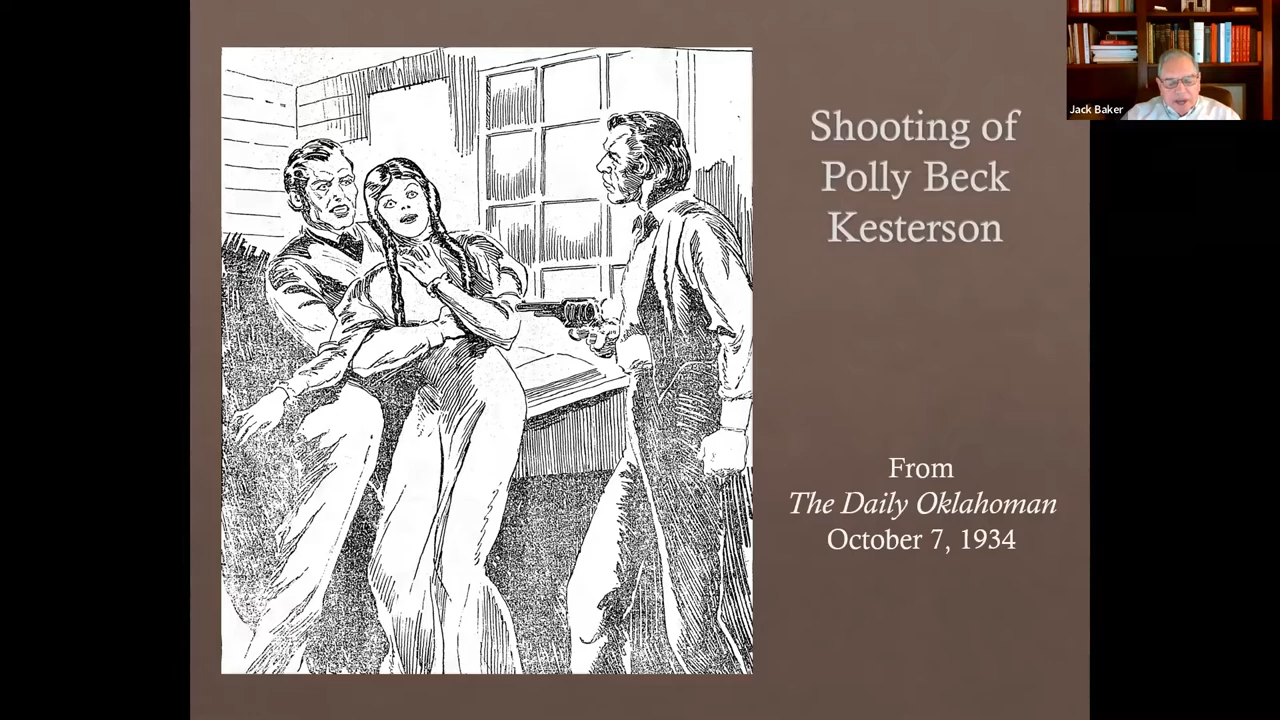 Shooting of
Polly Beck
Kesterson
From
The Daily Oklahoman
October 7, 1934
Jack Baker